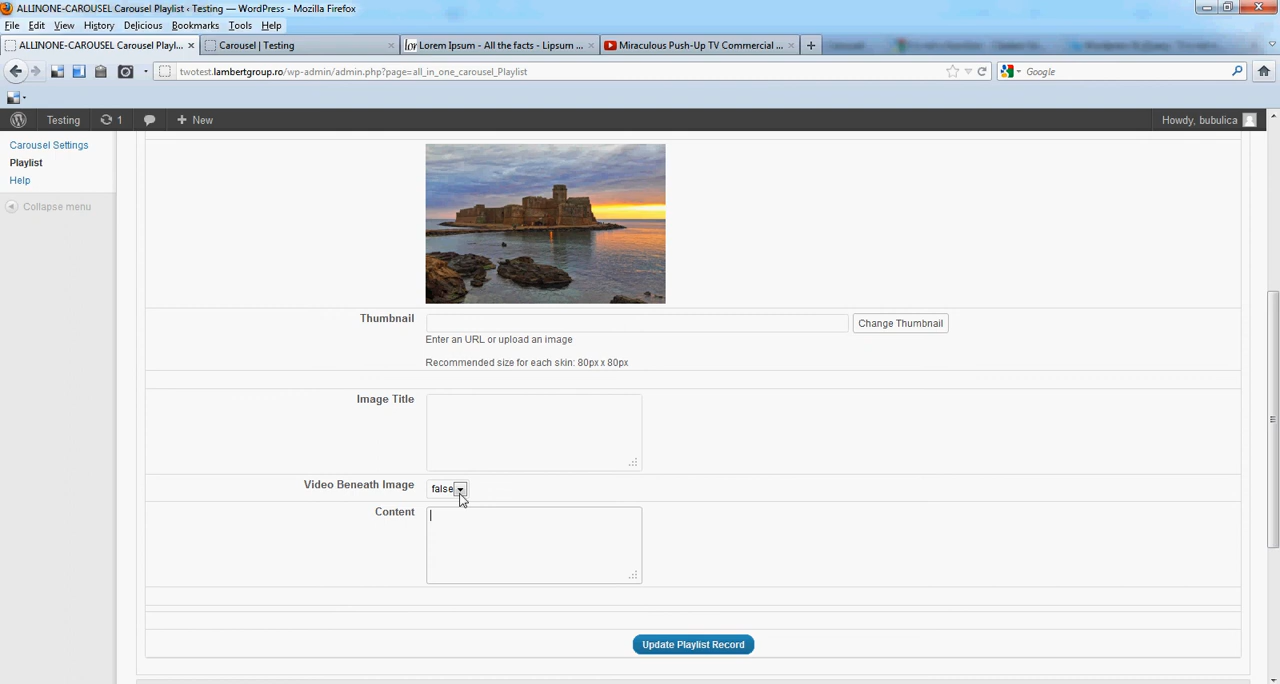 ALLINONE-CAROUSEL Carousel Playlist ‹ Testing — WordPress - Mozilla Firefox
File Edit View History Delicious Bookmarks Tools Help
ALLINONE-CAROUSEL Carousel Playl... × Carousel | Testing × Lorem Ipsum - All the facts - Lipsum ... × Miraculous Push-Up TV Commercial ... × +
twotest.lambertgroup.ro/wp-admin/admin.php?page=all_in_one_carousel_Playlist Google
Testing 1 + New Howdy, bubulica
Carousel Settings
Playlist
Help
Collapse menu
Thumbnail Change Thumbnail
Enter an URL or upload an image
Recommended size for each skin: 80px x 80px
Image Title
Video Beneath Image false
Content
Update Playlist Record